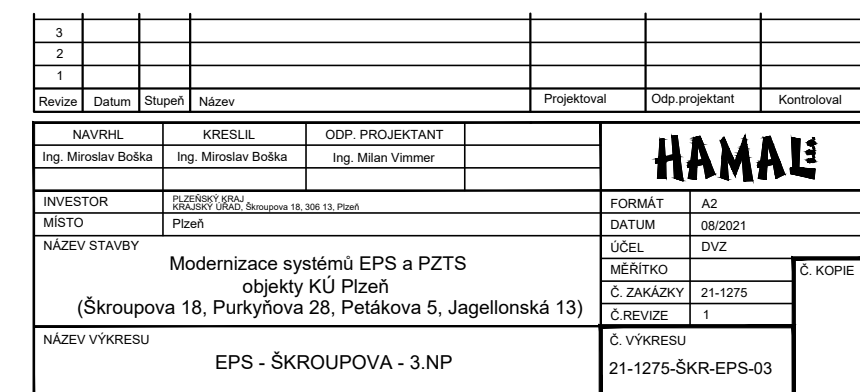 3
2
1
Revize Datum Stupeň Název Projektoval Odp.projektant Kontroloval
NAVRHL KRESLIL ODP. PROJEKTANT
Ing. Miroslav Boška Ing. Miroslav Boška Ing. Milan Vimmer
HAMAL
INVESTOR PLZEŇSKÝ KRAJ
KRAJSKÝ ÚŘAD, Škroupova 18, 306 13, Plzeň
MÍSTO Plzeň
NÁZEV STAVBY
Modernizace systémů EPS a PZTS
objekty KÚ Plzeň
(Škroupova 18, Purkyňova 28, Petákova 5, Jagellonská 13)
FORMÁT A2
DATUM 08/2021
ÚČEL DVZ
MĚŘÍTKO
Č. ZAKÁZKY 21-1275
Č.REVIZE 1
Č. KOPIE
NÁZEV VÝKRESU
EPS - ŠKROUPOVA - 3.NP
Č. VÝKRESU
21-1275-ŠKR-EPS-03